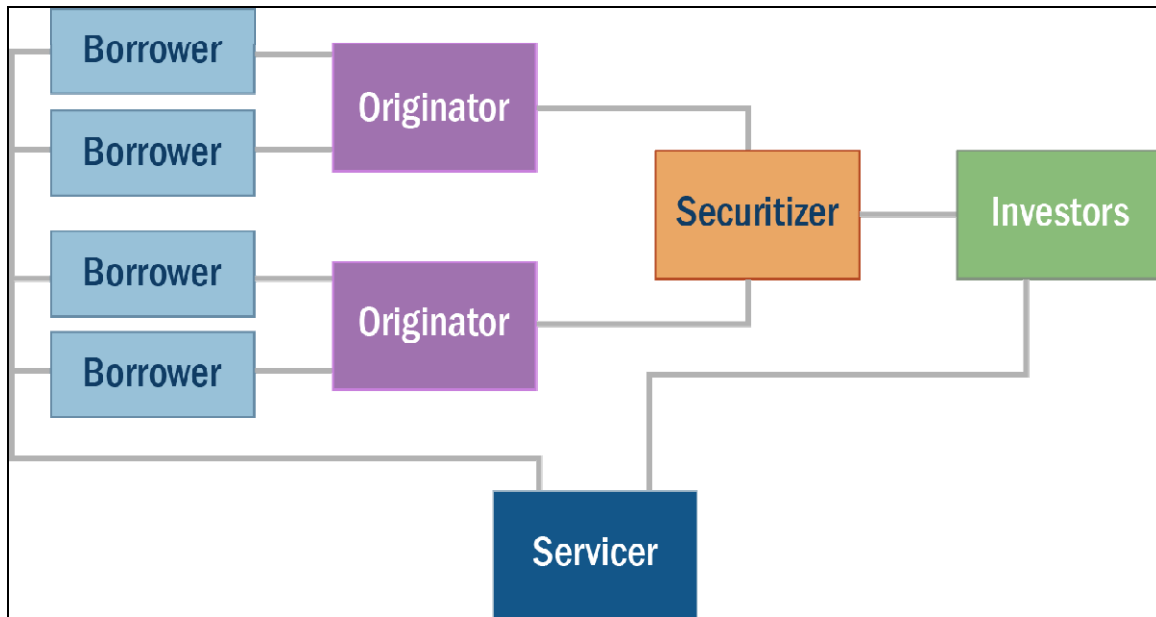 Borrower
Borrower
Originator
Borrower
Borrower
Originator
Securitizer
Investors
Servicer